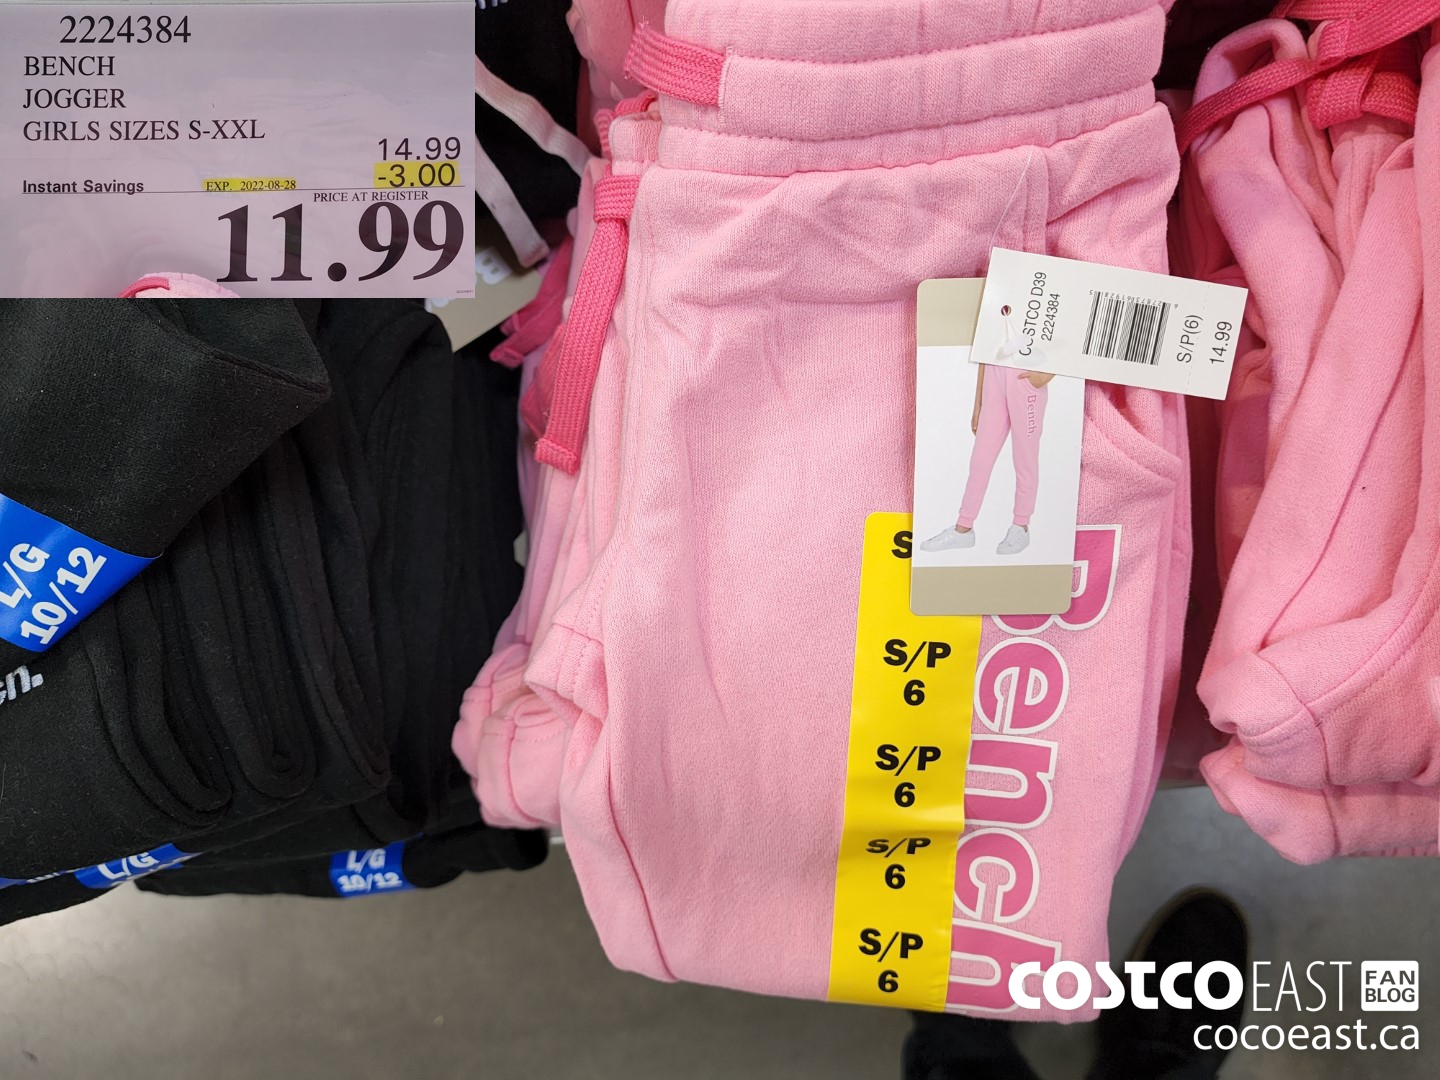 2224384
BENCH
JOGGER
GIRLS SIZES S-XXL
14.99
-3.00
Instant Savings
EXP. 2022-08-28
PRICE AT REGISTER
11.99
COSTCO D39
2224384
S/P(6)
14.99
Bench.
L/G
10/12
L/G
L/G
10/12
S/P
6
S/P
6
S/P
6
S/P
6
Bench
COSTCO EAST FAN BLOG
cocoeast.ca